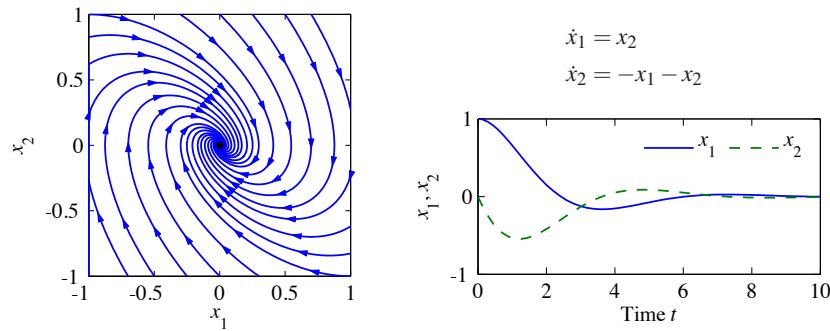 1
0.5
0
-0.5
-1
-1 -0.5 0 0.5 1
x₂
x₁
ẋ₁ = x₂
ẋ₂ = −x₁ − x₂
1
0
-1
0 2 4 6 8 10
x₁, x₂
Time t
x₁ x₂